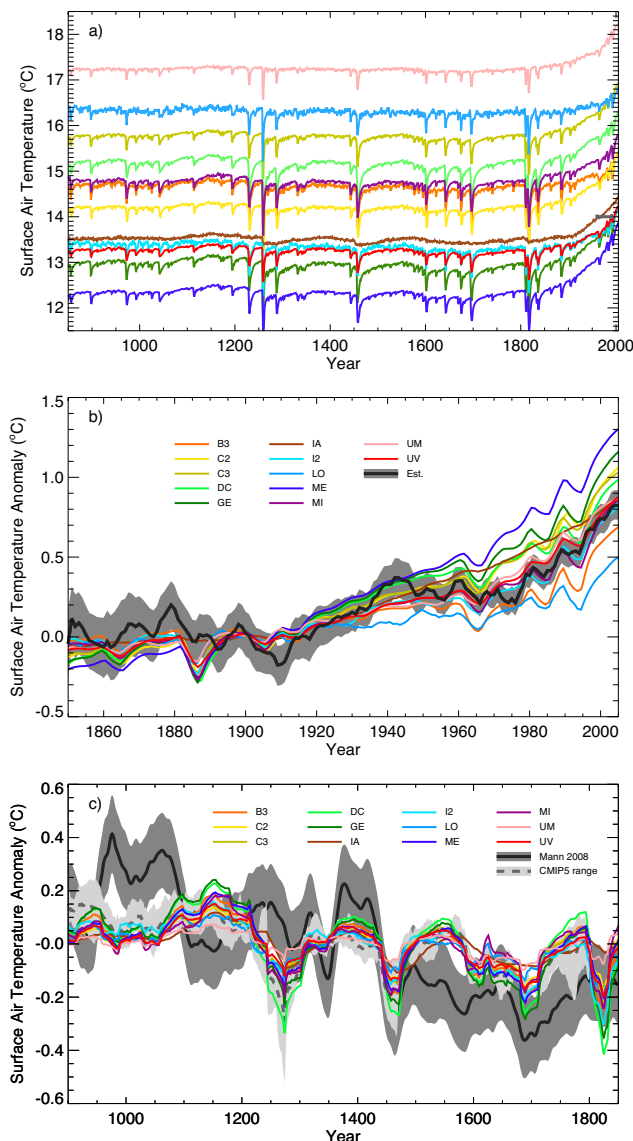 a)
18
17
16
15
14
13
12
Surface Air Temperature (°C)
1000
1200
1400
1600
1800
2000
Year
b)
1.5
1.0
0.5
0.0
-0.5
Surface Air Temperature Anomaly (°C)
B3
C2
C3
DC
GE
IA
I2
LO
ME
MI
UM
UV
Est.
1860
1880
1900
1920
1940
1960
1980
2000
Year
c)
0.6
0.4
0.2
-0.0
-0.2
-0.4
-0.6
Surface Air Temperature Anomaly (°C)
B3
C2
C3
DC
GE
IA
I2
LO
ME
MI
UM
UV
Mann 2008
CMIP5 range
1000
1200
1400
1600
1800
Year